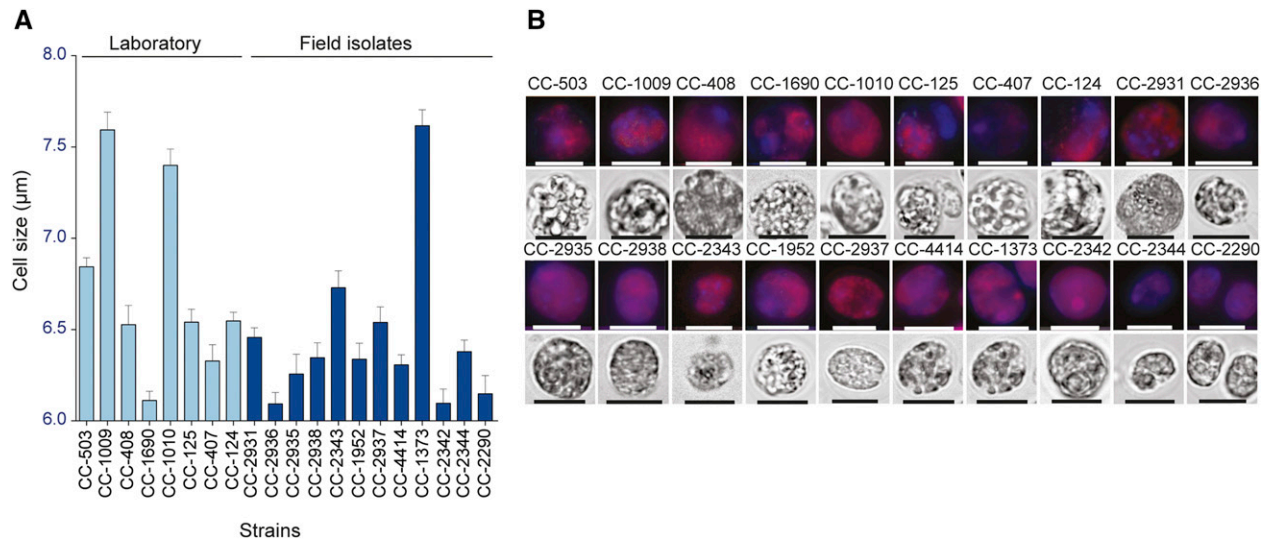 A
Laboratory Field isolates
8.0
7.5
7.0
6.5
6.0
Cell size (µm)
CC-503
CC-1009
CC-408
CC-1690
CC-1010
CC-125
CC-407
CC-124
CC-2931
CC-2936
CC-2935
CC-2938
CC-2343
CC-1952
CC-2937
CC-4414
CC-1373
CC-2342
CC-2344
CC-2290
Strains
B
CC-503 CC-1009 CC-408 CC-1690 CC-1010 CC-125 CC-407 CC-124 CC-2931 CC-2936
CC-2935 CC-2938 CC-2343 CC-1952 CC-2937 CC-4414 CC-1373 CC-2342 CC-2344 CC-2290